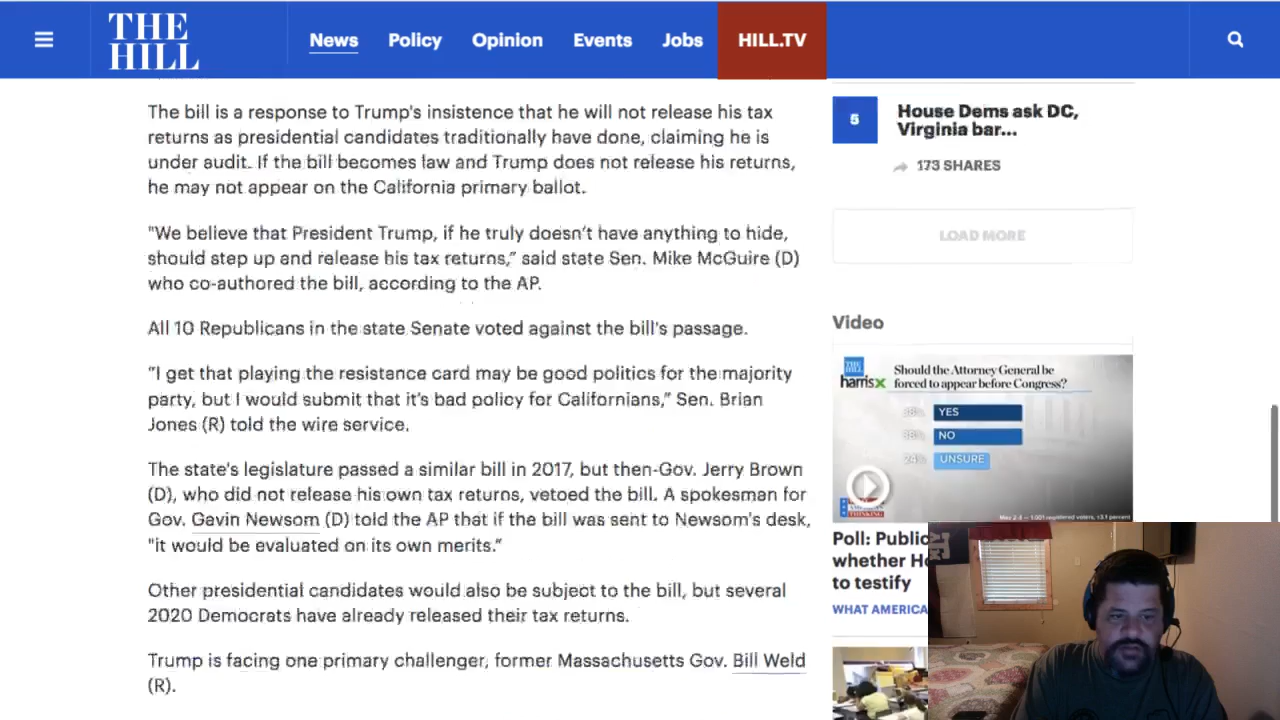 THE
HILL
News
Policy
Opinion
Events
Jobs
HILL.TV
The bill is a response to Trump's insistence that he will not release his tax
returns as presidential candidates traditionally have done, claiming he is
under audit. If the bill becomes law and Trump does not release his returns,
he may not appear on the California primary ballot.
"We believe that President Trump, if he truly doesn't have anything to hide,
should step up and release his tax returns," said state Sen. Mike McGuire (D)
who co-authored the bill, according to the AP.
All 10 Republicans in the state Senate voted against the bill's passage.
"I get that playing the resistance card may be good politics for the majority
party, but I would submit that it's bad policy for Californians," Sen. Brian
Jones (R) told the wire service.
The state's legislature passed a similar bill in 2017, but then-Gov. Jerry Brown
(D), who did not release his own tax returns, vetoed the bill. A spokesman for
Gov. Gavin Newsom (D) told the AP that if the bill was sent to Newsom's desk,
"it would be evaluated on its own merits."
Other presidential candidates would also be subject to the bill, but several
2020 Democrats have already released their tax returns.
Trump is facing one primary challenger, former Massachusetts Gov. Bill Weld
(R).
5
House Dems ask DC,
Virginia bar...
173 SHARES
LOAD MORE
Video
THE
HILL
harrisx
Should the Attorney General be
forced to appear before Congress?
38% YES
38% NO
24% UNSURE
THINKING
Poll: Public
whether
to testify
WHAT AMERICA